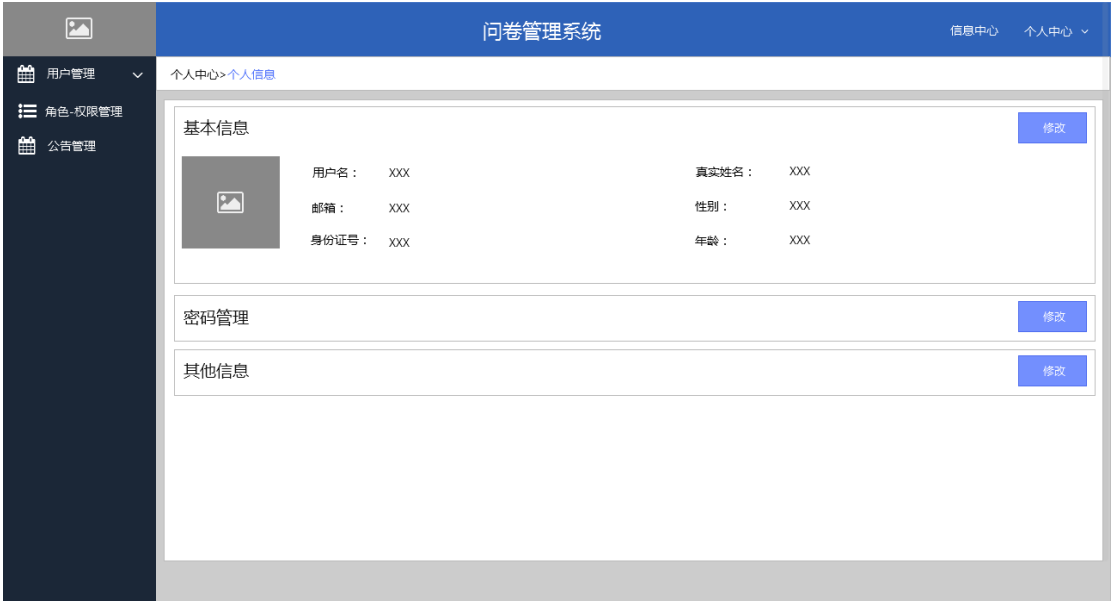 问卷管理系统
信息中心
个人中心
用户管理
角色-权限管理
公告管理
个人中心>个人信息
基本信息
修改
用户名： XXX
真实姓名： XXX
邮箱： XXX
性别： XXX
身份证号： XXX
年龄： XXX
密码管理
修改
其他信息
修改